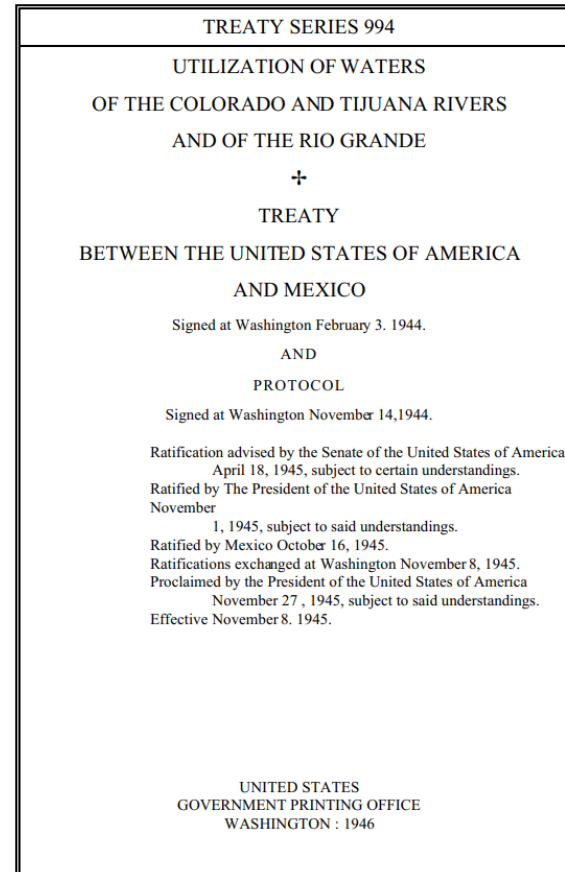 TREATY SERIES 994
UTILIZATION OF WATERS
OF THE COLORADO AND TIJUANA RIVERS
AND OF THE RIO GRANDE
✢
TREATY
BETWEEN THE UNITED STATES OF AMERICA
AND MEXICO
Signed at Washington February 3. 1944.
AND
PROTOCOL
Signed at Washington November 14,1944.
Ratification advised by the Senate of the United States of America
April 18, 1945, subject to certain understandings.
Ratified by The President of the United States of America
November
1, 1945, subject to said understandings.
Ratified by Mexico October 16, 1945.
Ratifications exchanged at Washington November 8, 1945.
Proclaimed by the President of the United States of America
November 27 , 1945, subject to said understandings.
Effective November 8. 1945.
UNITED STATES
GOVERNMENT PRINTING OFFICE
WASHINGTON : 1946